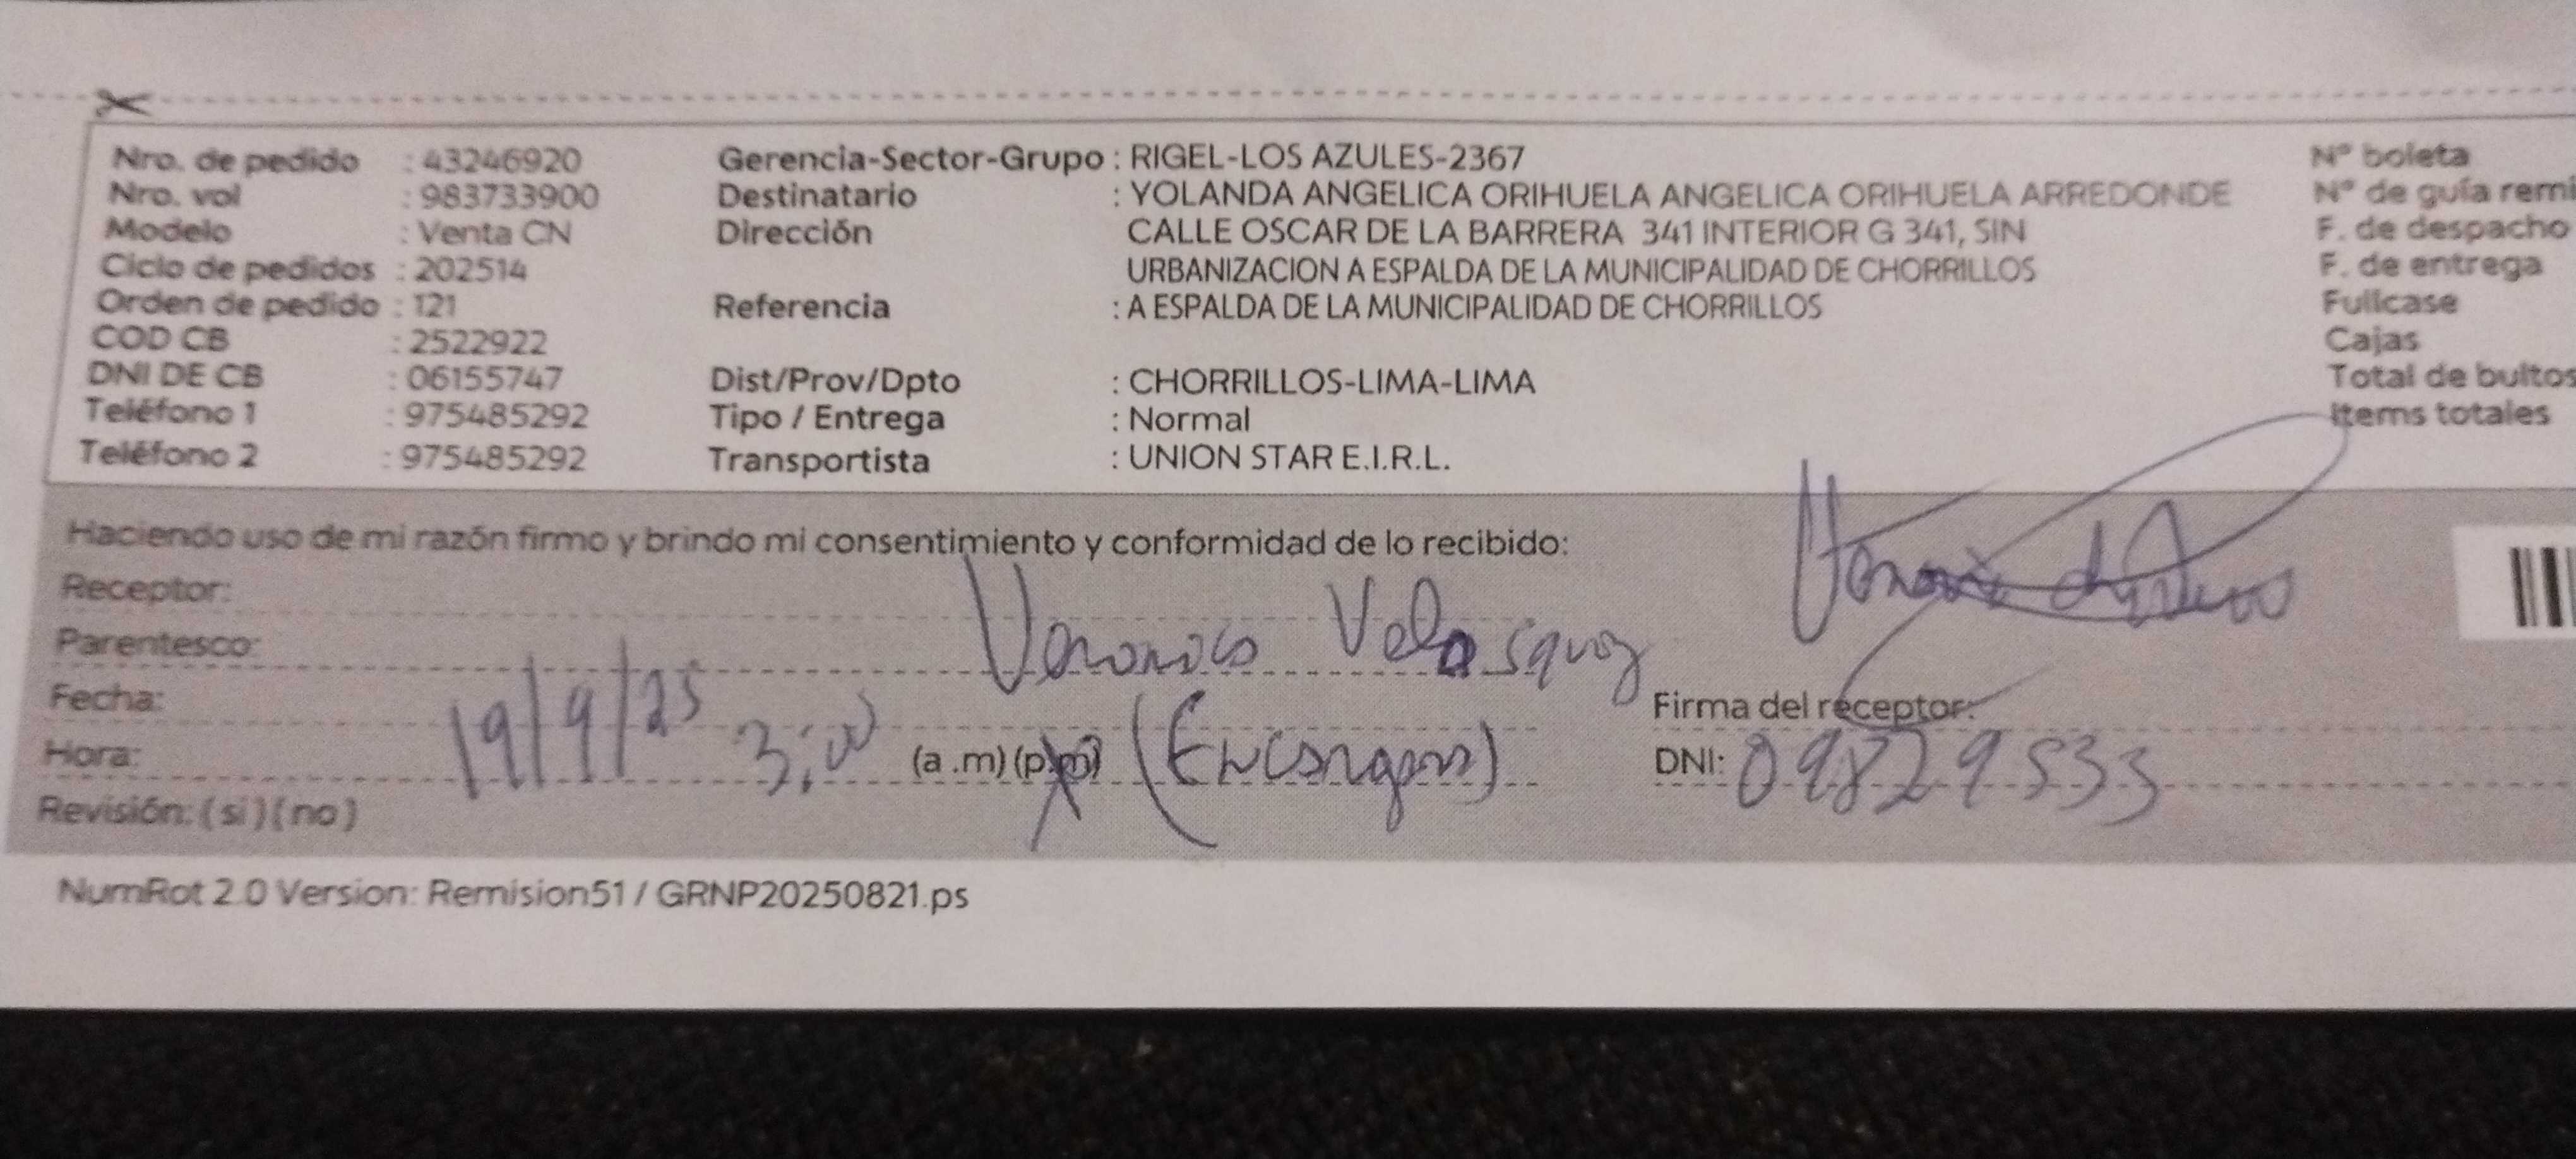 Nro. de pedido : 43246920
Nro. vol : 983733900
Modelo : Venta CN
Ciclo de pedidos : 202514
Orden de pedido : 121
COD CB : 2522922
DNI DE CB : 06155747
Teléfono 1 : 975485292
Teléfono 2 : 975485292
Gerencia-Sector-Grupo : RIGEL-LOS AZULES-2367
Destinatario : YOLANDA ANGELICA ORIHUELA ANGELICA ORIHUELA ARREDONDE
Dirección CALLE OSCAR DE LA BARRERA 341 INTERIOR G 341, SIN
URBANIZACION A ESPALDA DE LA MUNICIPALIDAD DE CHORRILLOS
Referencia : A ESPALDA DE LA MUNICIPALIDAD DE CHORRILLOS
Dist/Prov/Dpto : CHORRILLOS-LIMA-LIMA
Tipo / Entrega : Normal
Transportista : UNION STAR E.I.R.L.
N° boleta
N° de guía remi
F. de despacho
F. de entrega
Fullcase
Cajas
Total de bultos
Items totales
Haciendo uso de mi razón firmo y brindo mi consentimiento y conformidad de lo recibido:
Receptor:
Parentesco: Veronica Velasquez
Fecha: 19/9/25
Hora: 3:00 (a .m) (p.m)
Revisión: (si) (no)
Firma del receptor:
DNI: 09829533
NumRot 2.0 Version: Remision51 / GRNP20250821.ps